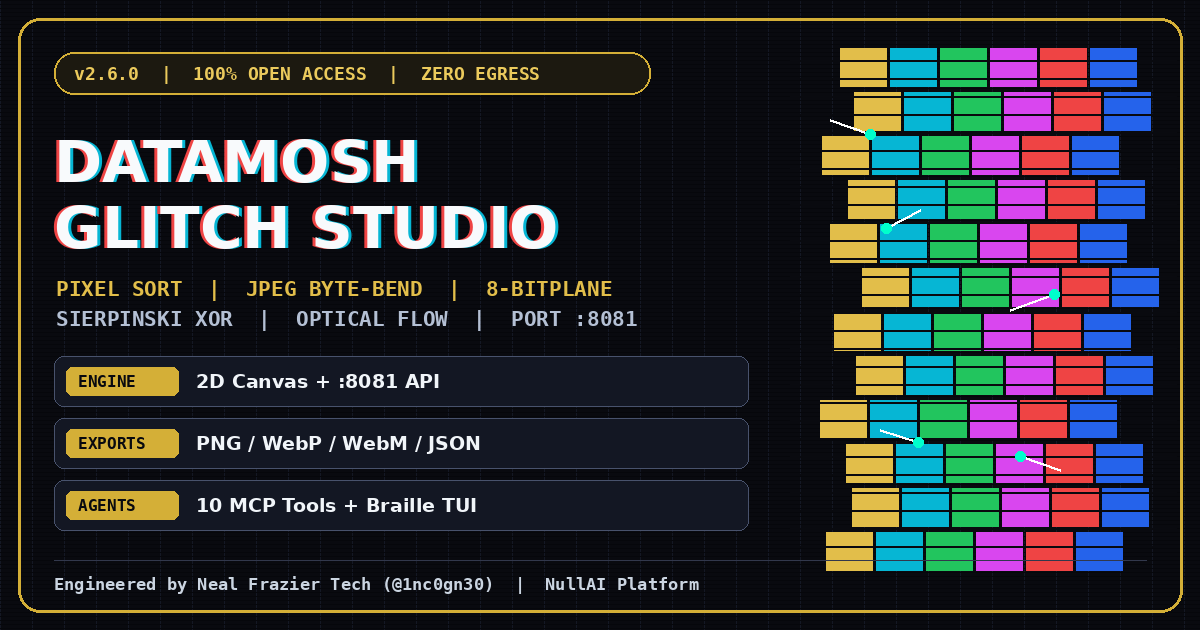 v2.6.0  |  100% OPEN ACCESS  |  ZERO EGRESS
DATAMOSH
GLITCH STUDIO
PIXEL SORT  |  JPEG BYTE-BEND  |  8-BITPLANE
SIERPINSKI XOR  |  OPTICAL FLOW  |  PORT :8081
ENGINE 2D Canvas + :8081 API
EXPORTS PNG / WebP / WebM / JSON
AGENTS 10 MCP Tools + Braille TUI
Engineered by Neal Frazier Tech (@1nc0gn30)  |  NullAI Platform